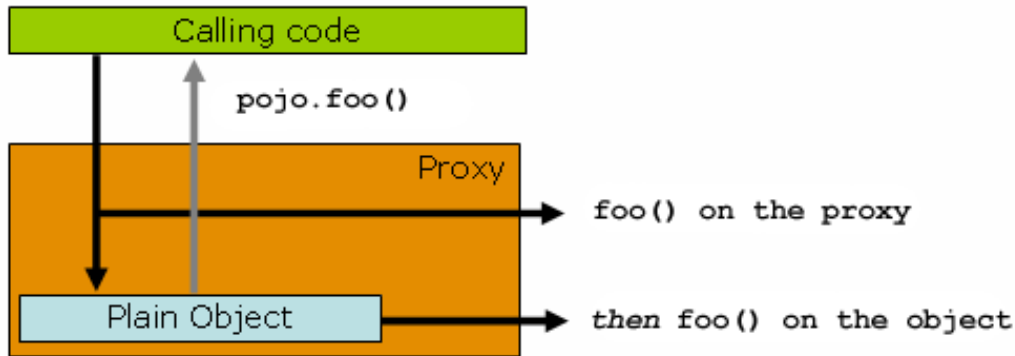 Calling code
pojo.foo()
Proxy
foo() on the proxy
Plain Object
then foo() on the object